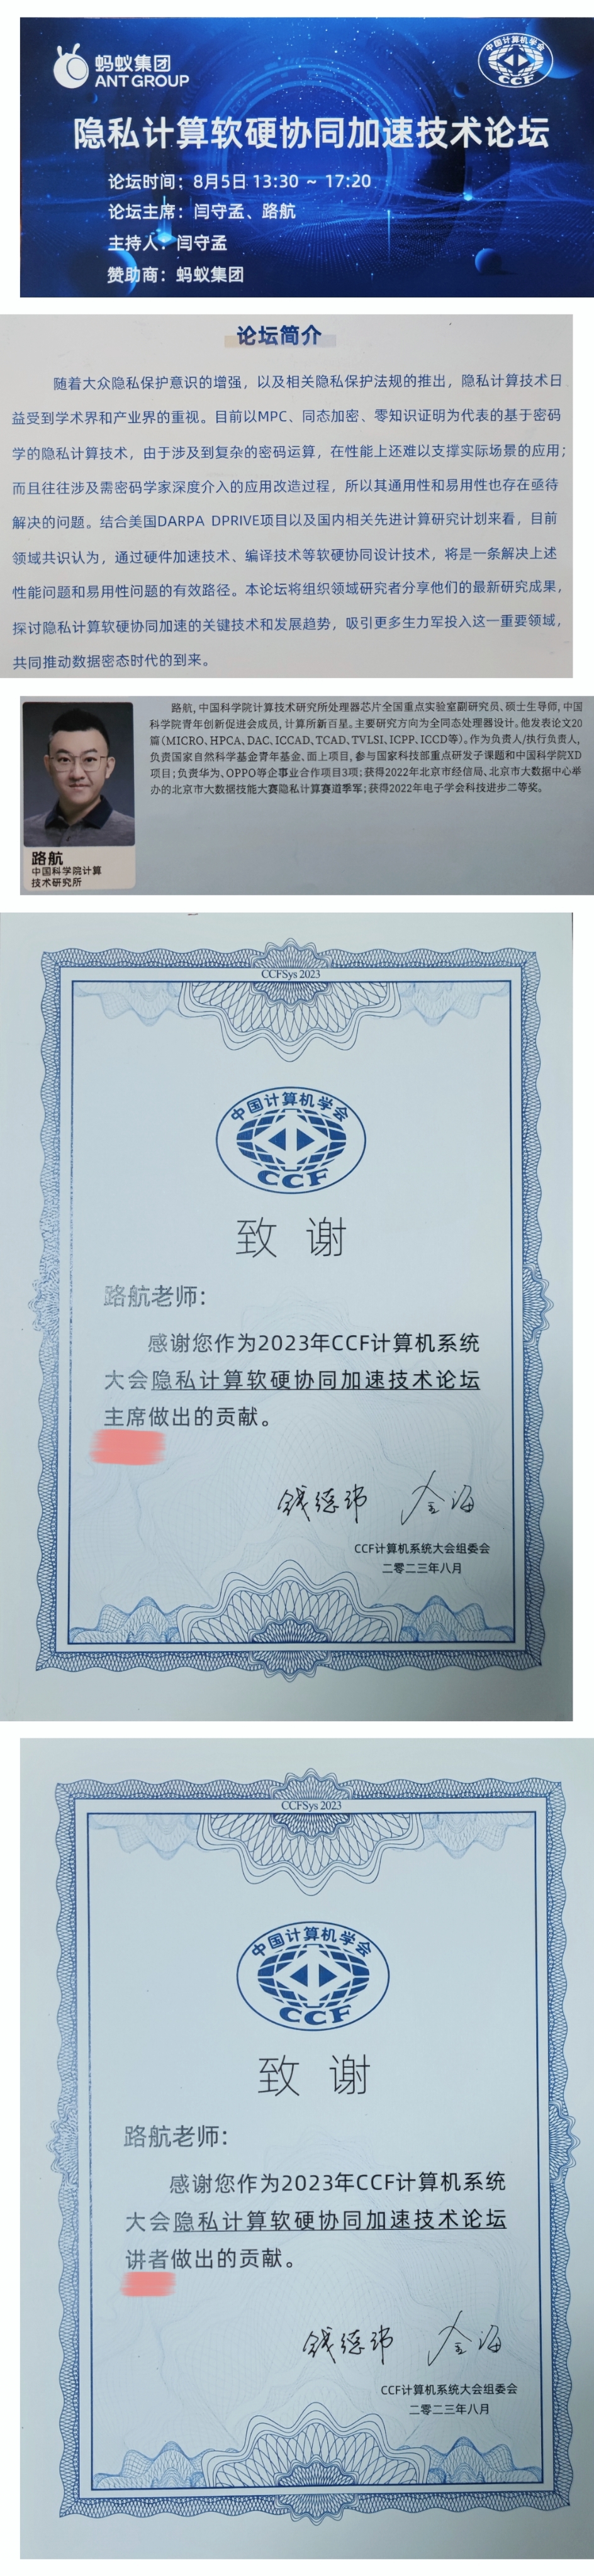 蚂蚁集团
ANT GROUP
中国计算机学会
CCF
隐私计算软硬协同加速技术论坛
论坛时间：8月5日 13:30 ~ 17:20
论坛主席：闫守孟、路航
主持人：闫守孟
赞助商：蚂蚁集团
论坛简介
随着大众隐私保护意识的增强，以及相关隐私保护法规的推出，隐私计算技术日
益受到学术界和产业界的重视。目前以MPC、同态加密、零知识证明为代表的基于密码
学的隐私计算技术，由于涉及到复杂的密码运算，在性能上还难以支撑实际场景的应用；
而且往往涉及需密码学家深度介入的应用改造过程，所以其通用性和易用性也存在亟待
解决的问题。结合美国DARPA DPRIVE项目以及国内相关先进计算研究计划来看，目前
领域共识认为，通过硬件加速技术、编译技术等软硬协同设计技术，将是一条解决上述
性能问题和易用性问题的有效路径。本论坛将组织领域研究者分享他们的最新研究成果，
探讨隐私计算软硬协同加速的关键技术和发展趋势，吸引更多生力军投入这一重要领域，
共同推动数据密态时代的到来。
路航，中国科学院计算技术研究所处理器芯片全国重点实验室副研究员、硕士生导师，中国
科学院青年创新促进会成员，计算所新百星。主要研究方向为全同态处理器设计。他发表论文20
篇（MICRO、HPCA、DAC、ICCAD、TCAD、TVLSI、ICPP、ICCD等）。作为负责人/执行负责人，
负责国家自然科学基金青年基金、面上项目，参与国家科技部重点研发子课题和中国科学院XD
项目；负责华为、OPPO等企事业合作项目3项；获得2022年北京市经信局、北京市大数据中心举
办的北京市大数据技能大赛隐私计算赛道季军；获得2022年电子学会科技进步二等奖。
路航
中国科学院计算
技术研究所
CCFSys 2023
中国计算机学会
CCF
致 谢
路航老师：
感谢您作为2023年CCF计算机系统
大会隐私计算软硬协同加速技术论坛
主席做出的贡献。
钱德沛 金海
CCF计算机系统大会组委会
二零二三年八月
CCFSys 2023
中国计算机学会
CCF
致 谢
路航老师：
感谢您作为2023年CCF计算机系统
大会隐私计算软硬协同加速技术论坛
讲者做出的贡献。
钱德沛 金海
CCF计算机系统大会组委会
二零二三年八月